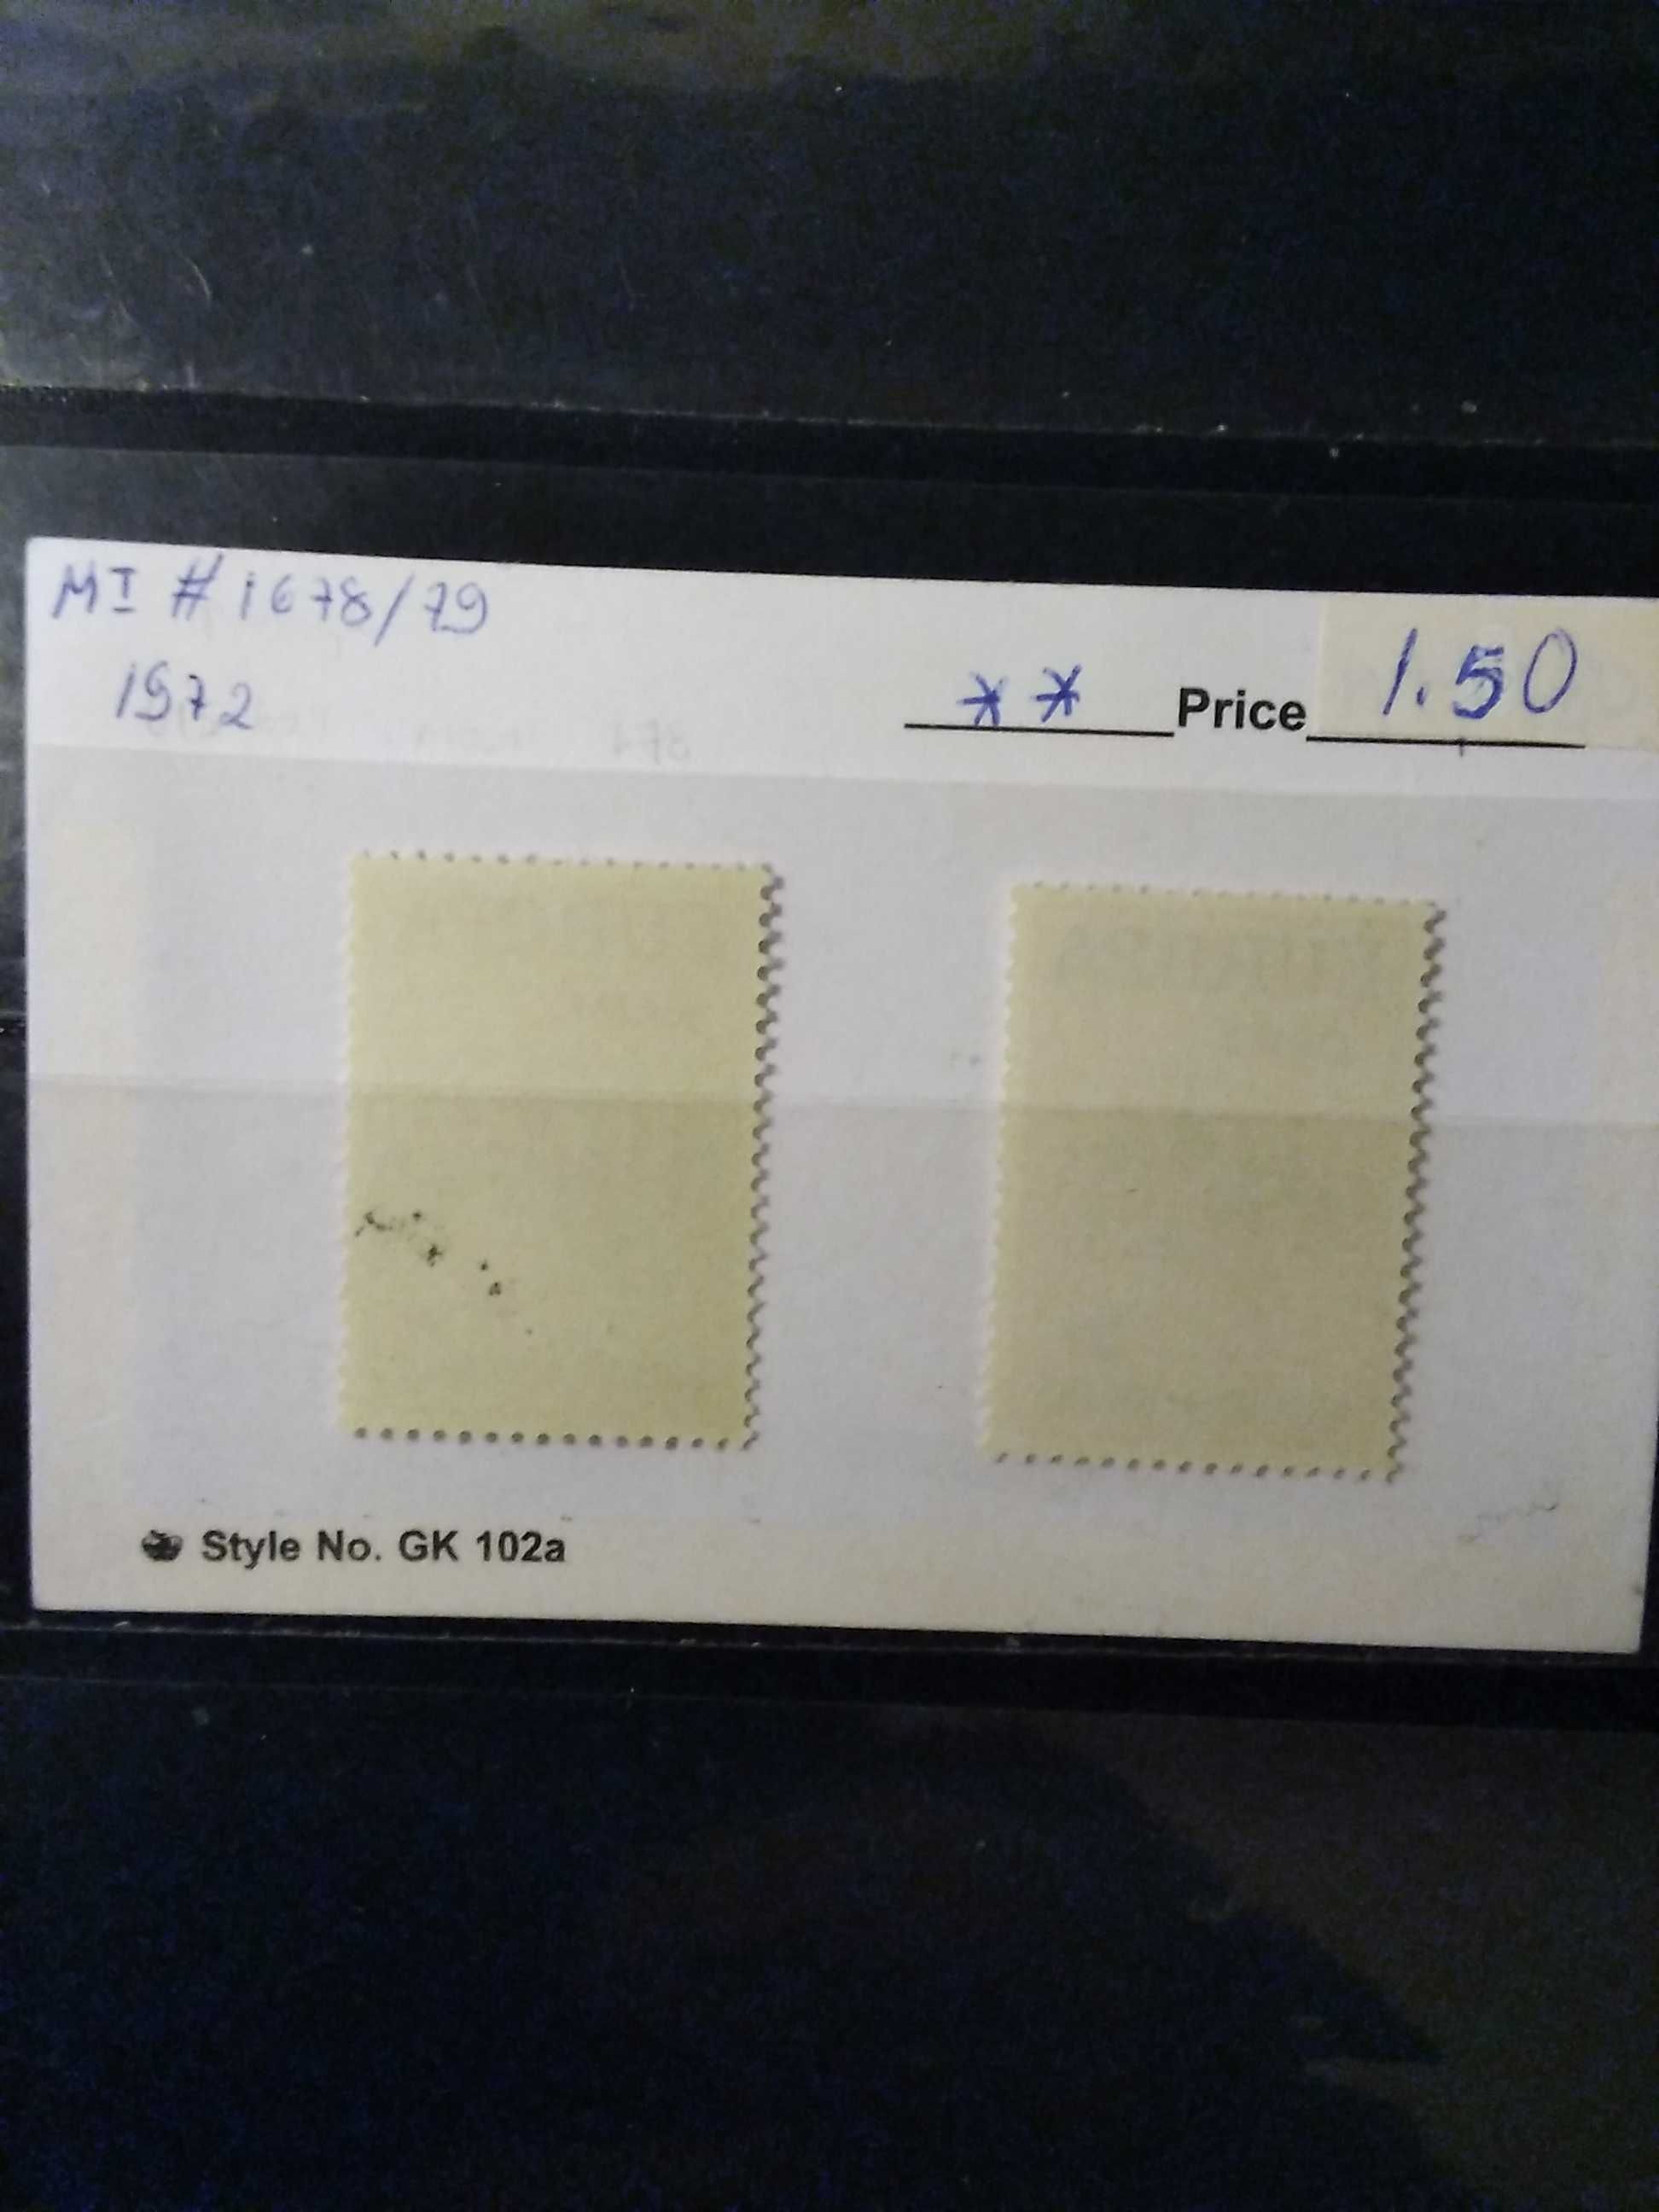 MI # 1678/79
1972
** Price 1.50
Style No. GK 102a